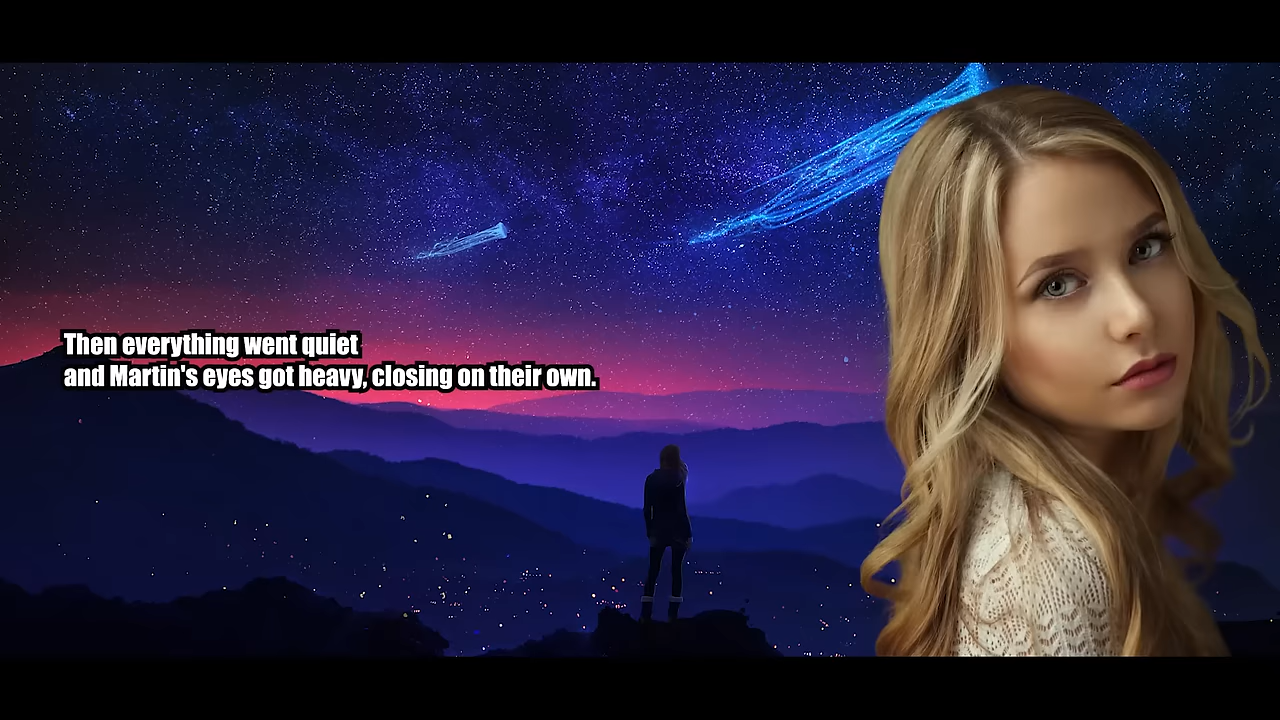 Then everything went quiet
and Martin's eyes got heavy, closing on their own.